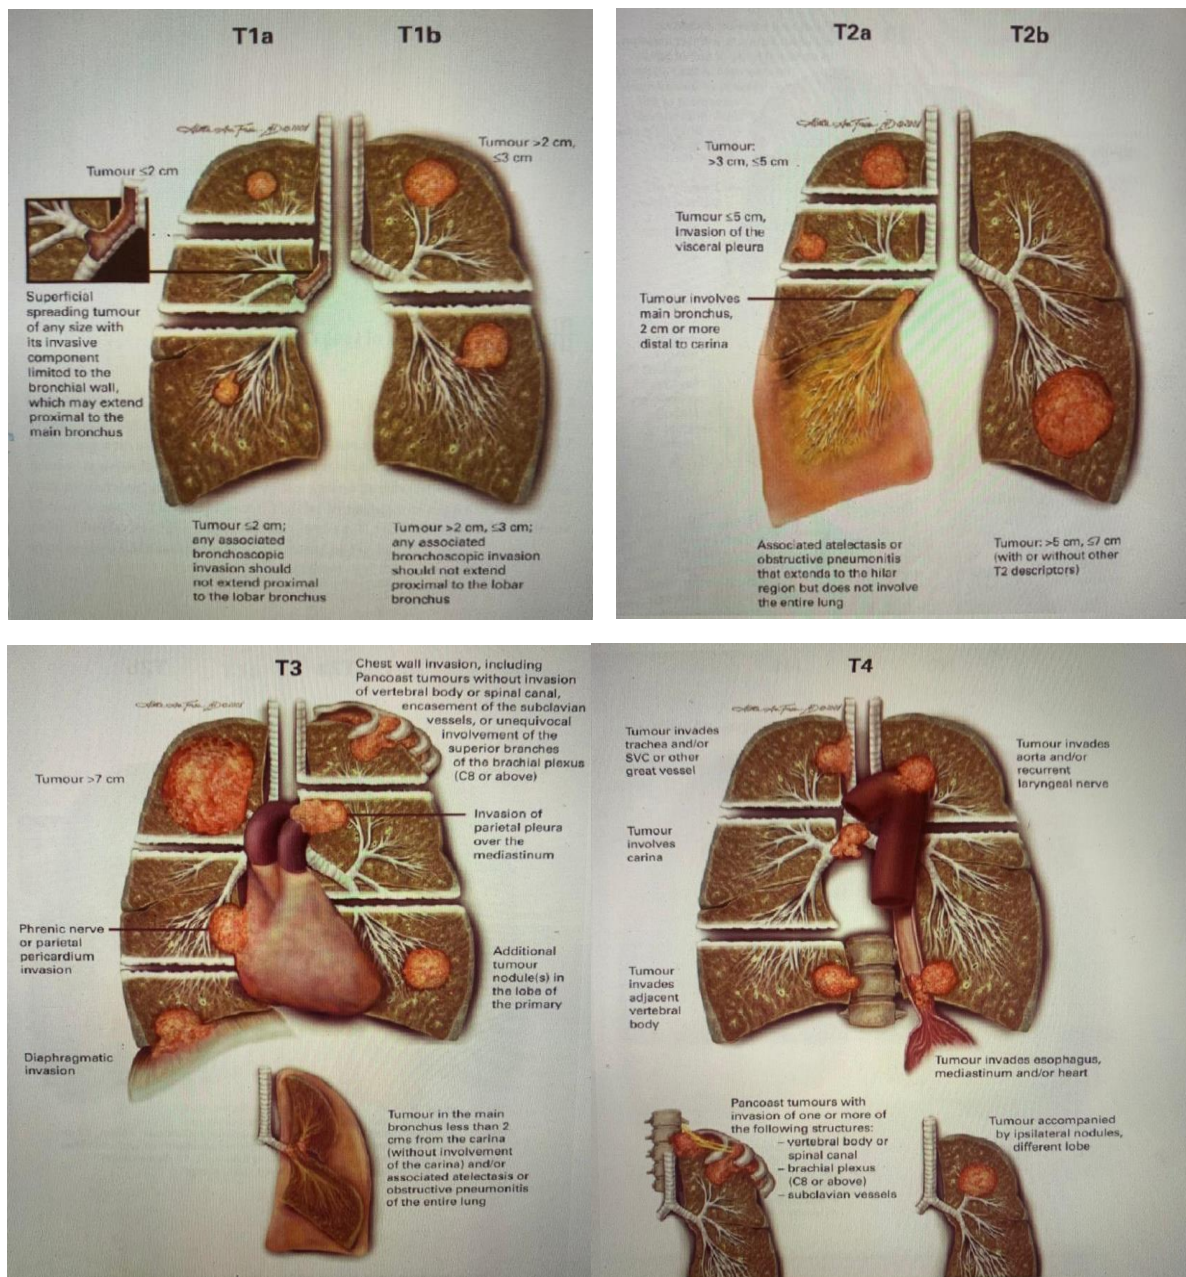 T1a
T1b
Tumour >2 cm,
≤3 cm
Tumour ≤2 cm
Superficial
spreading tumour
of any size with
its invasive
component
limited to the
bronchial wall,
which may extend
proximal to the
main bronchus
Tumour ≤2 cm;
any associated
bronchoscopic
invasion should
not extend proximal
to the lobar bronchus
Tumour >2 cm, ≤3 cm;
any associated
bronchoscopic invasion
should not extend
proximal to the lobar
bronchus
T2a
T2b
Tumour:
>3 cm, ≤5 cm
Tumour ≤5 cm,
Invasion of the
visceral pleura
Tumour involves
main bronchus,
2 cm or more
distal to carina
Associated atelectasis or
obstructive pneumonitis
that extends to the hilar
region but does not involve
the entire lung
Tumour: >5 cm, ≤7 cm
(with or without other
T2 descriptors)
T3
Chest wall invasion, including
Pancoast tumours without invasion
of vertebral body or spinal canal,
encasement of the subclavian
vessels, or unequivocal
involvement of the
superior branches
of the brachial plexus
(C8 or above)
Tumour >7 cm
Invasion of
parietal pleura
over the
mediastinum
Phrenic nerve
or parietal
pericardium
invasion
Additional
tumour
nodule(s) in
the lobe of
the primary
Diaphragmatic
invasion
Tumour in the main
bronchus less than 2
cms from the carina
(without involvement
of the carina) and/or
associated atelectasis or
obstructive pneumonitis
of the entire lung
T4
Tumour invades
trachea and/or
SVC or other
great vessel
Tumour invades
aorta and/or
recurrent
laryngeal nerve
Tumour
involves
carina
Tumour
invades
adjacent
vertebral
body
Tumour invades esophagus,
mediastinum and/or heart
Pancoast tumours with
invasion of one or more of
the following structures:
– vertebral body or
spinal canal
– brachial plexus
(C8 or above)
– subclavian vessels
Tumour accompanied
by ipsilateral nodules,
different lobe